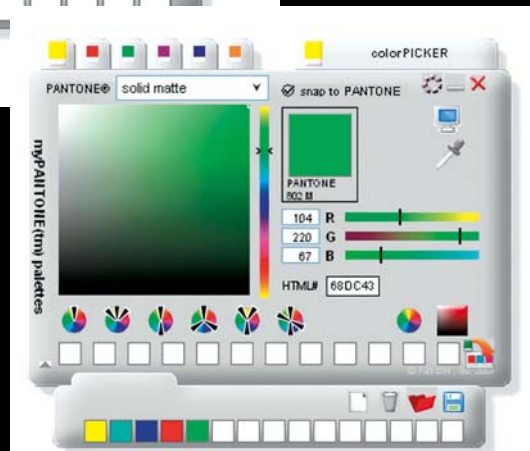 colorPICKER
PANTONE® solid matte
snap to PANTONE
myPANTONE(tm) palettes
PANTONE
802 M
104 R
220 G
67 B
HTML# 68DC43